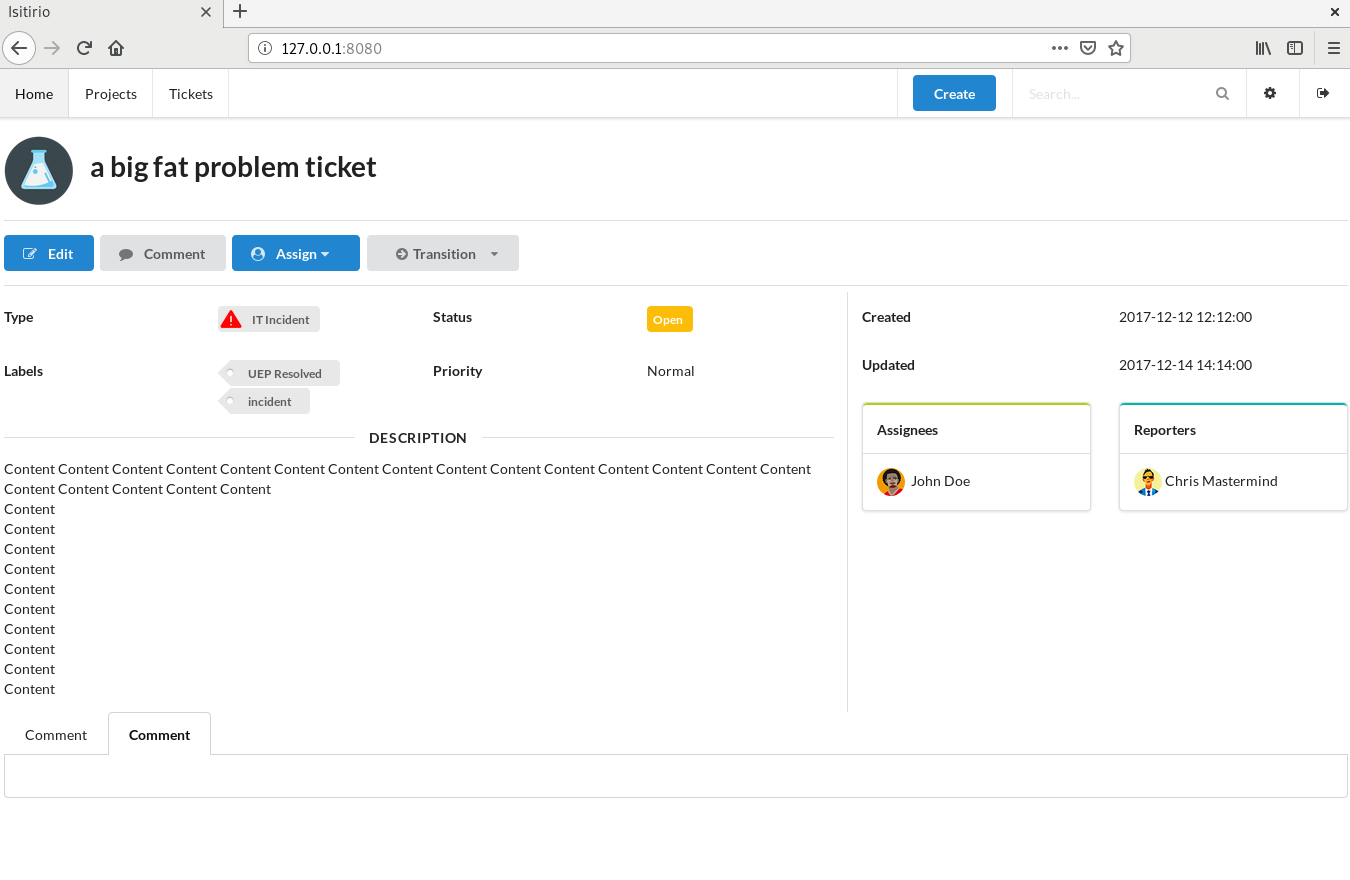 Isitirio
127.0.0.1:8080
Home Projects Tickets Create Search...
a big fat problem ticket
Edit Comment Assign Transition
Type IT Incident Status Open Created 2017-12-12 12:12:00
Labels UEP Resolved Priority Normal Updated 2017-12-14 14:14:00
incident
Assignees Reporters
John Doe Chris Mastermind
DESCRIPTION
Content Content Content Content Content Content Content Content Content Content Content Content Content Content Content
Content Content Content Content Content
Content
Content
Content
Content
Content
Content
Content
Content
Content
Content
Comment Comment